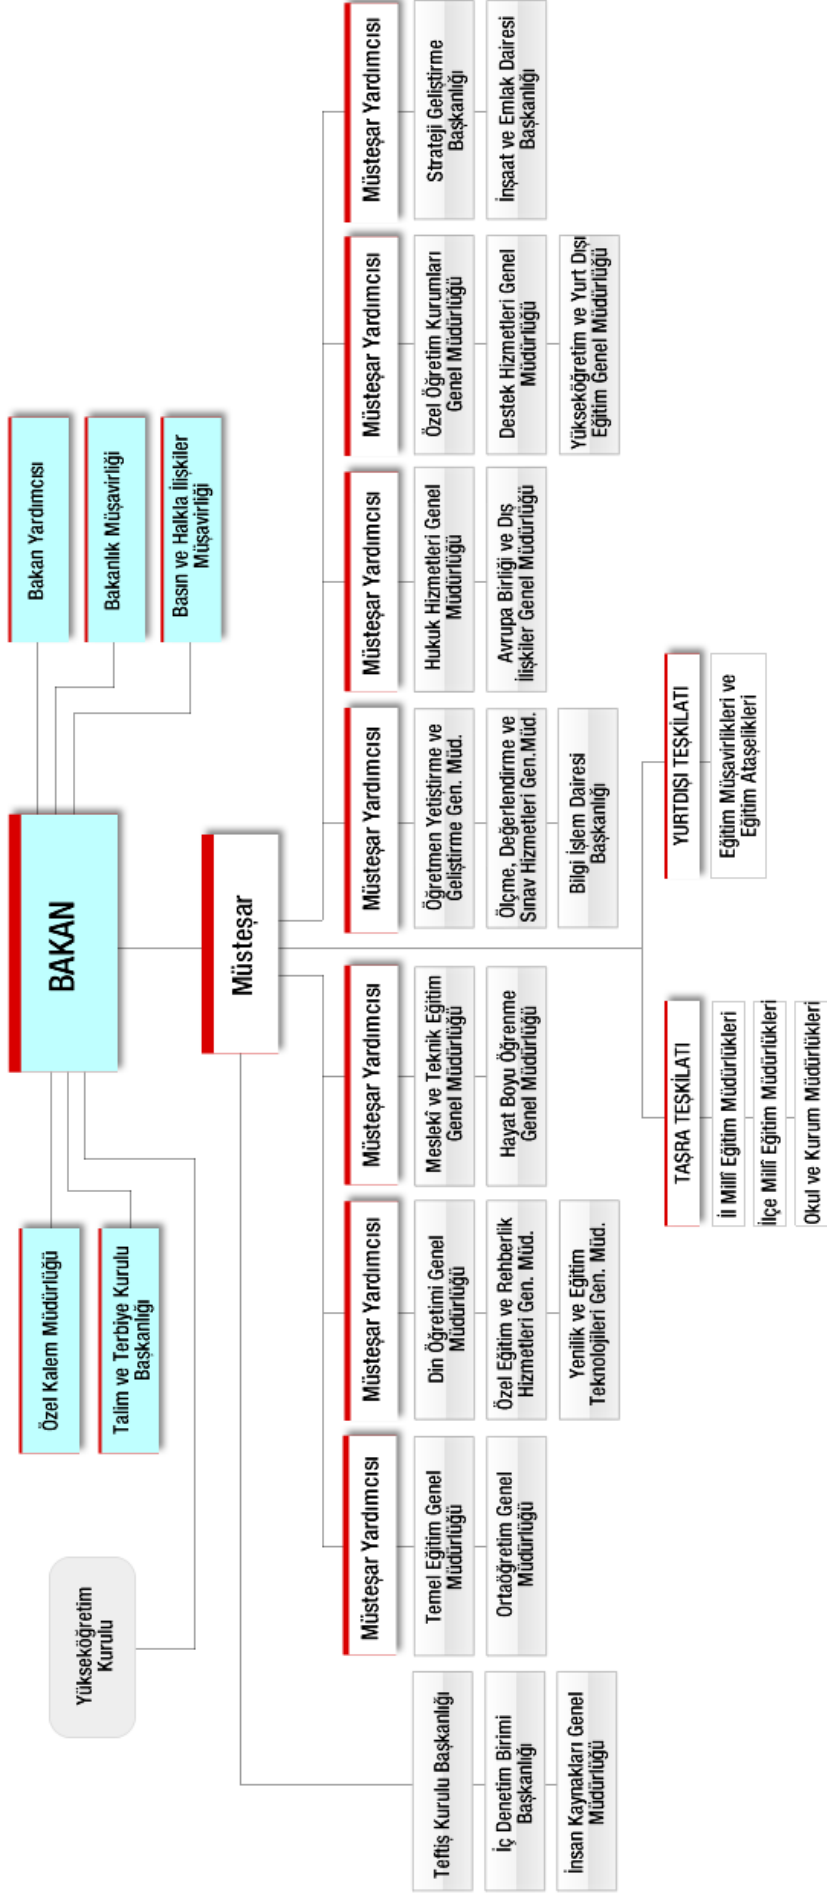 BAKAN
Bakan Yardımcısı
Bakanlık Müşavirliği
Basın ve Halkla İlişkiler
Müşavirliği
Özel Kalem Müdürlüğü
Talim ve Terbiye Kurulu
Başkanlığı
Yükseköğretim
Kurulu
Müsteşar
Teftiş Kurulu Başkanlığı
İç Denetim Birimi
Başkanlığı
İnsan Kaynakları Genel
Müdürlüğü
Müsteşar Yardımcısı
Temel Eğitim Genel
Müdürlüğü
Ortaöğretim Genel
Müdürlüğü
Müsteşar Yardımcısı
Din Öğretimi Genel
Müdürlüğü
Özel Eğitim ve Rehberlik
Hizmetleri Gen. Müd.
Yenilik ve Eğitim
Teknolojileri Gen. Müd.
Müsteşar Yardımcısı
Meslekî ve Teknik Eğitim
Genel Müdürlüğü
Hayat Boyu Öğrenme
Genel Müdürlüğü
Müsteşar Yardımcısı
Öğretmen Yetiştirme ve
Geliştirme Gen. Müd.
Ölçme, Değerlendirme ve
Sınav Hizmetleri Gen.Müd.
Bilgi İşlem Dairesi
Başkanlığı
Müsteşar Yardımcısı
Hukuk Hizmetleri Genel
Müdürlüğü
Avrupa Birliği ve Dış
İlişkiler Genel Müdürlüğü
Müsteşar Yardımcısı
Özel Öğretim Kurumları
Genel Müdürlüğü
Destek Hizmetleri Genel
Müdürlüğü
Yükseköğretim ve Yurt Dışı
Eğitim Genel Müdürlüğü
Müsteşar Yardımcısı
Strateji Geliştirme
Başkanlığı
İnşaat ve Emlak Dairesi
Başkanlığı
TAŞRA TEŞKİLATI
İl Millî Eğitim Müdürlükleri
İlçe Millî Eğitim Müdürlükleri
Okul ve Kurum Müdürlükleri
YURTDIŞI TEŞKİLATI
Eğitim Müşavirlikleri ve
Eğitim Ataşelikleri